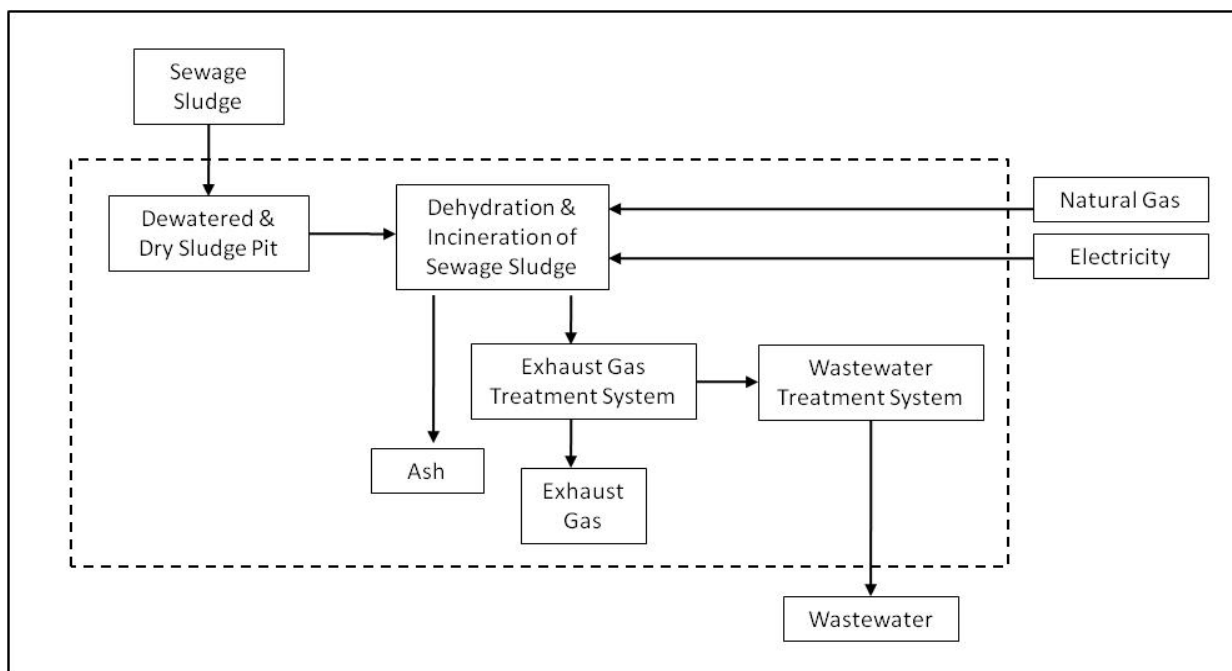 Sewage
Sludge
Dewatered &
Dry Sludge Pit
Dehydration &
Incineration of
Sewage Sludge
Natural Gas
Electricity
Exhaust Gas
Treatment System
Wastewater
Treatment System
Ash
Exhaust
Gas
Wastewater